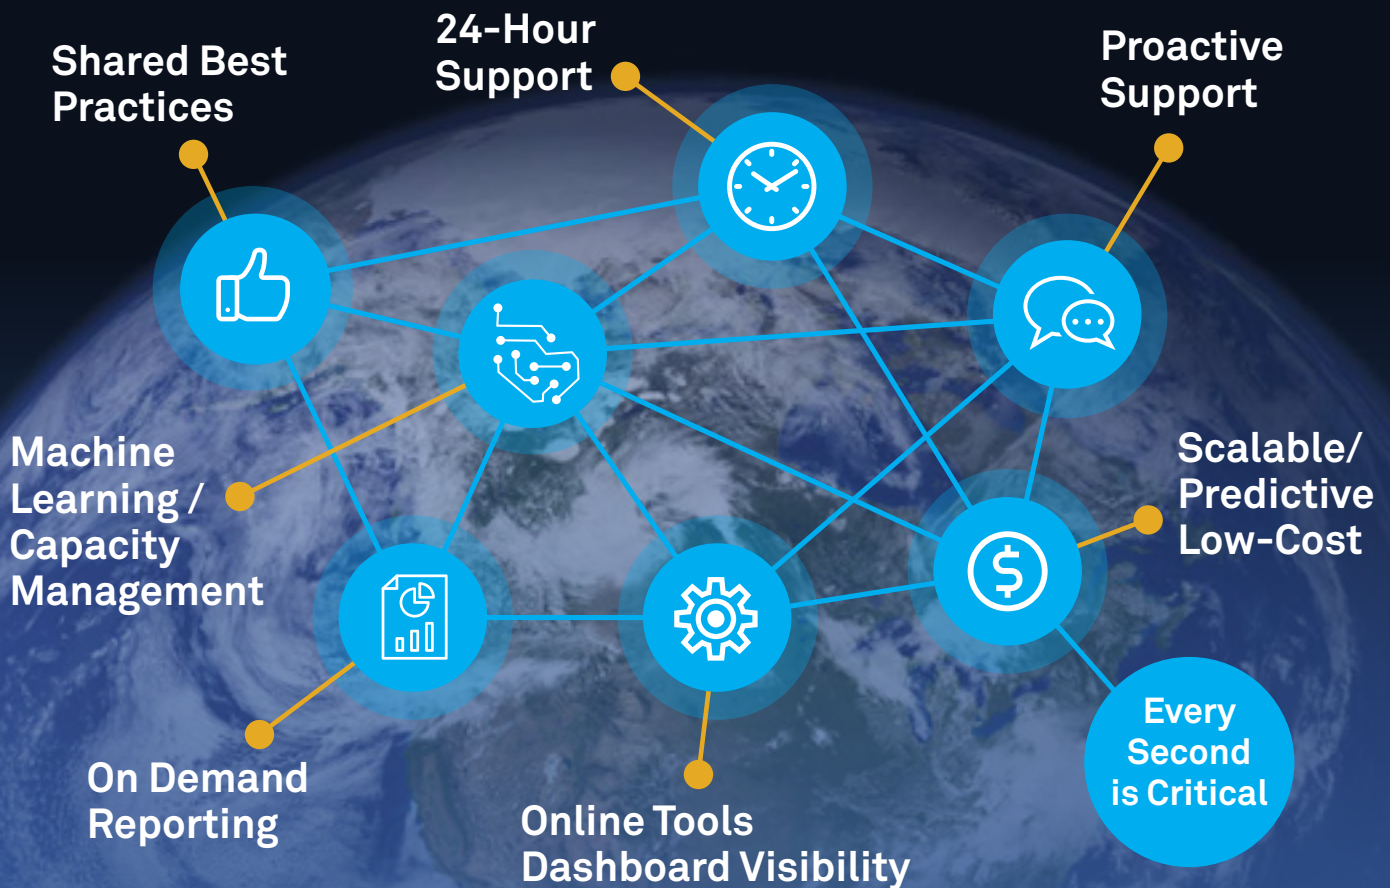 Shared Best
Practices
24-Hour
Support
Proactive
Support
Machine
Learning /
Capacity
Management
Scalable/
Predictive
Low-Cost
On Demand
Reporting
Online Tools
Dashboard Visibility
Every
Second
is Critical